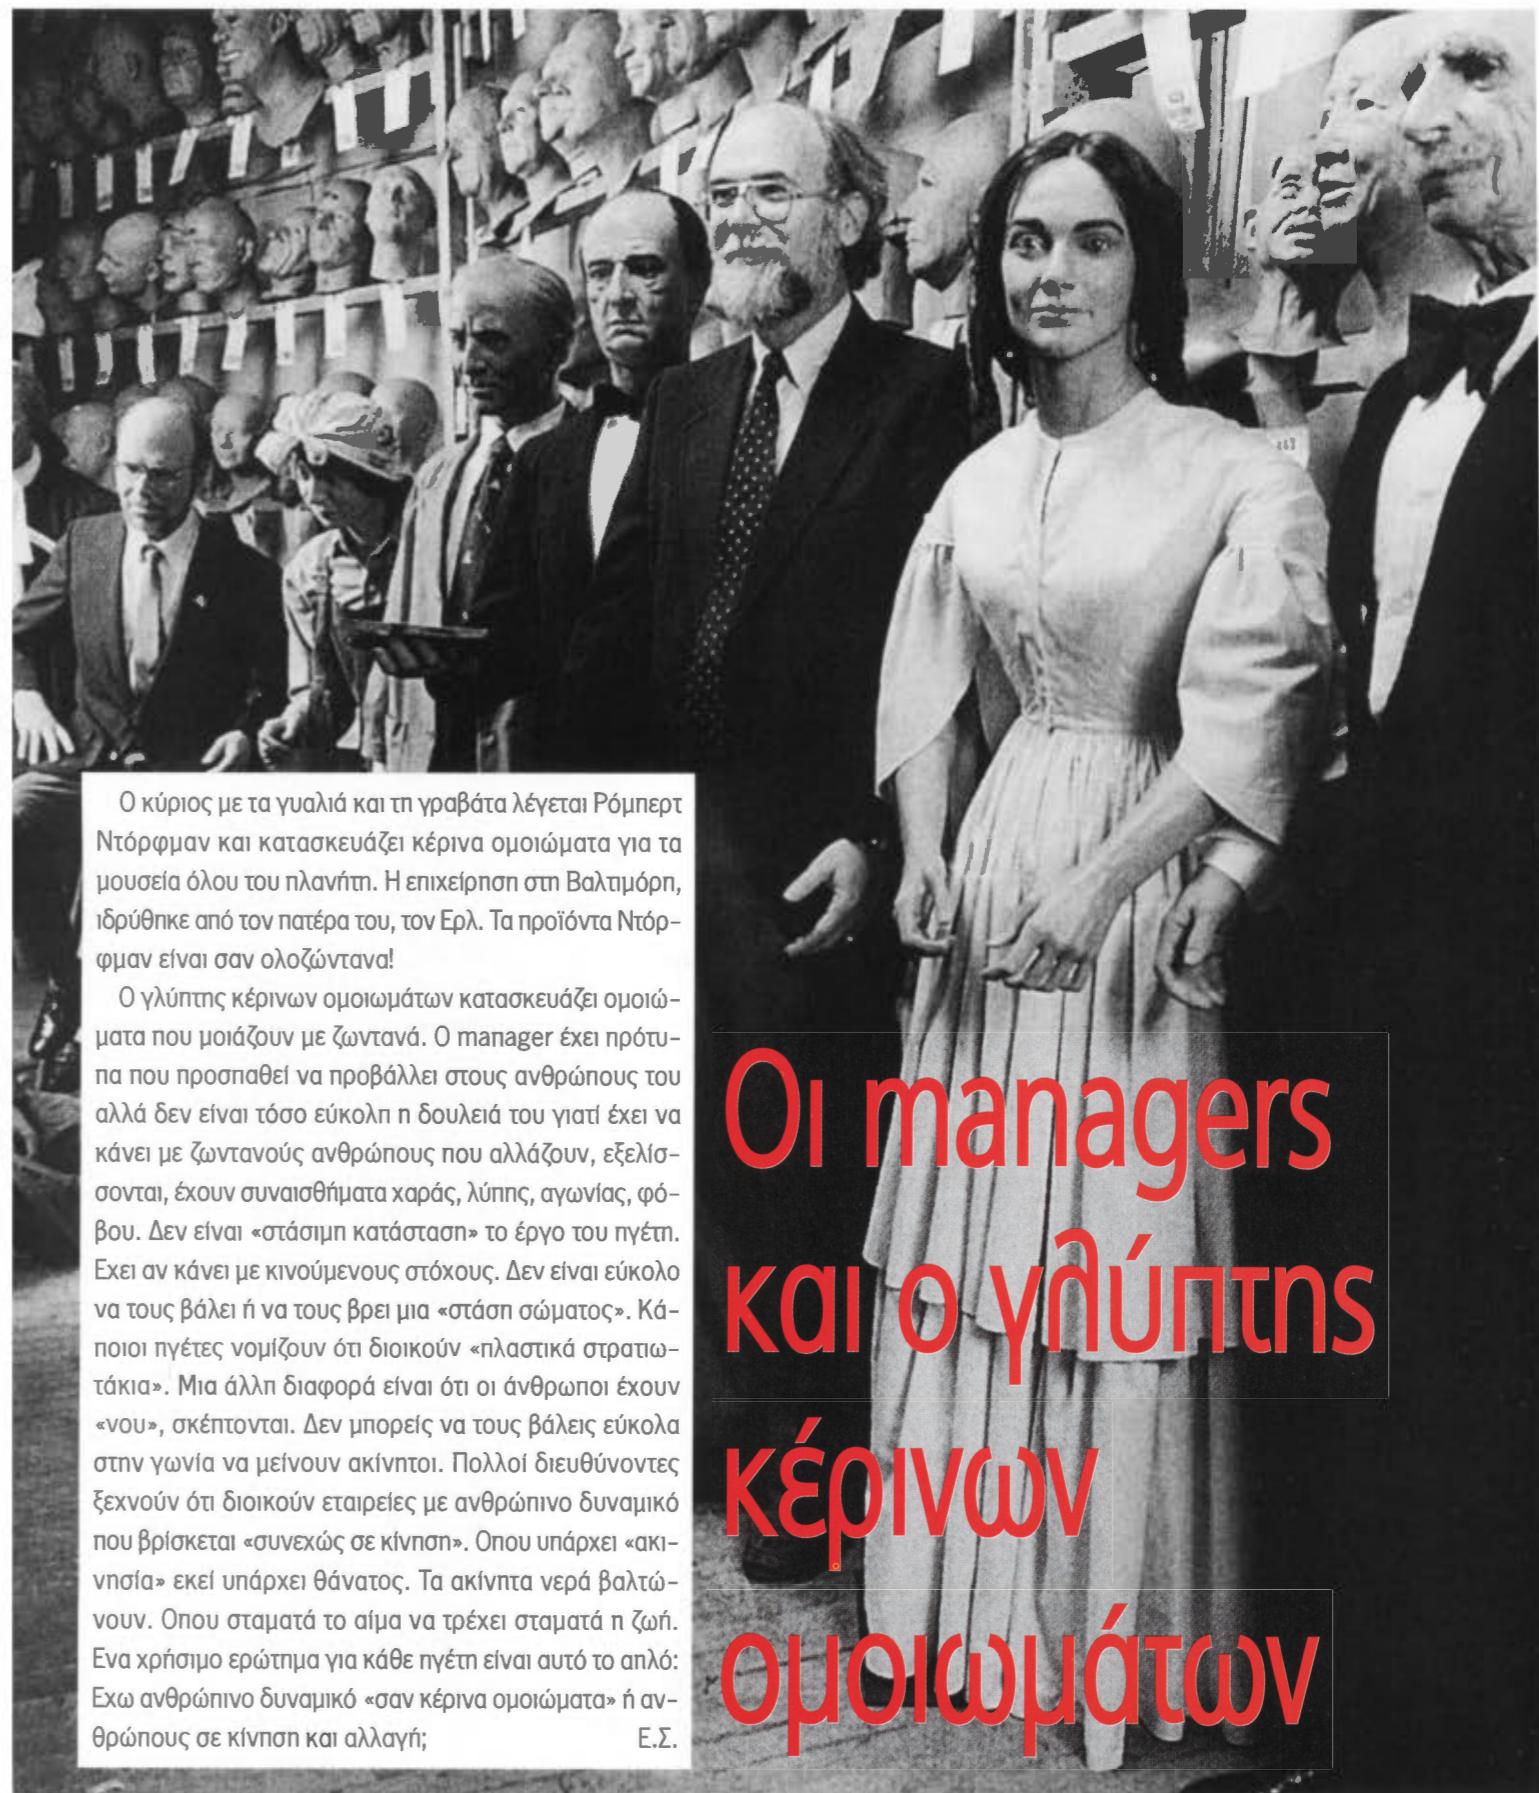 Ο κύριος με τα γυαλιά και τη γραβάτα λέγεται Ρόμπερτ
Ντόρφμαν και κατασκευάζει κέρινα ομοιώματα για τα
μουσεία όλου του πλανήτη. Η επιχείρηση στη Βαλτιμόρη,
ιδρύθηκε από τον πατέρα του, τον Ερλ. Τα προϊόντα Ντόρ-
φμαν είναι σαν ολοζώντανα!
Ο γλύπτης κέρινων ομοιωμάτων κατασκευάζει ομοιώ-
ματα που μοιάζουν με ζωντανά. Ο manager έχει πρότυ-
πα που προσπαθεί να προβάλλει στους ανθρώπους του
αλλά δεν είναι τόσο εύκολη η δουλειά του γιατί έχει να
κάνει με ζωντανούς ανθρώπους που αλλάζουν, εξελίσ-
σονται, έχουν συναισθήματα χαράς, λύπης, αγωνίας, φό-
βου. Δεν είναι «στάσιμη κατάσταση» το έργο του ηγέτη.
Εχει αν κάνει με κινούμενους στόχους. Δεν είναι εύκολο
να τους βάλει ή να τους βρει μια «στάση σώματος». Κά-
ποιοι ηγέτες νομίζουν ότι διοικούν «πλαστικά στρατιω-
τάκια». Μια άλλη διαφορά είναι ότι οι άνθρωποι έχουν
«νου», σκέπτονται. Δεν μπορείς να τους βάλεις εύκολα
στην γωνία να μείνουν ακίνητοι. Πολλοί διευθύνοντες
ξεχνούν ότι διοικούν εταιρείες με ανθρώπινο δυναμικό
που βρίσκεται «συνεχώς σε κίνηση». Οπου υπάρχει «ακι-
νησία» εκεί υπάρχει θάνατος. Τα ακίνητα νερά βαλτώ-
νουν. Οπου σταματά το αίμα να τρέχει σταματά η ζωή.
Ενα χρήσιμο ερώτημα για κάθε ηγέτη είναι αυτό το απλό:
Εχω ανθρώπινο δυναμικό «σαν κέρινα ομοιώματα» ή αν-
θρώπους σε κίνηση και αλλαγή; Ε.Σ.
Οι managers
και ο γλύπτης
κέρινων
ομοιωμάτων